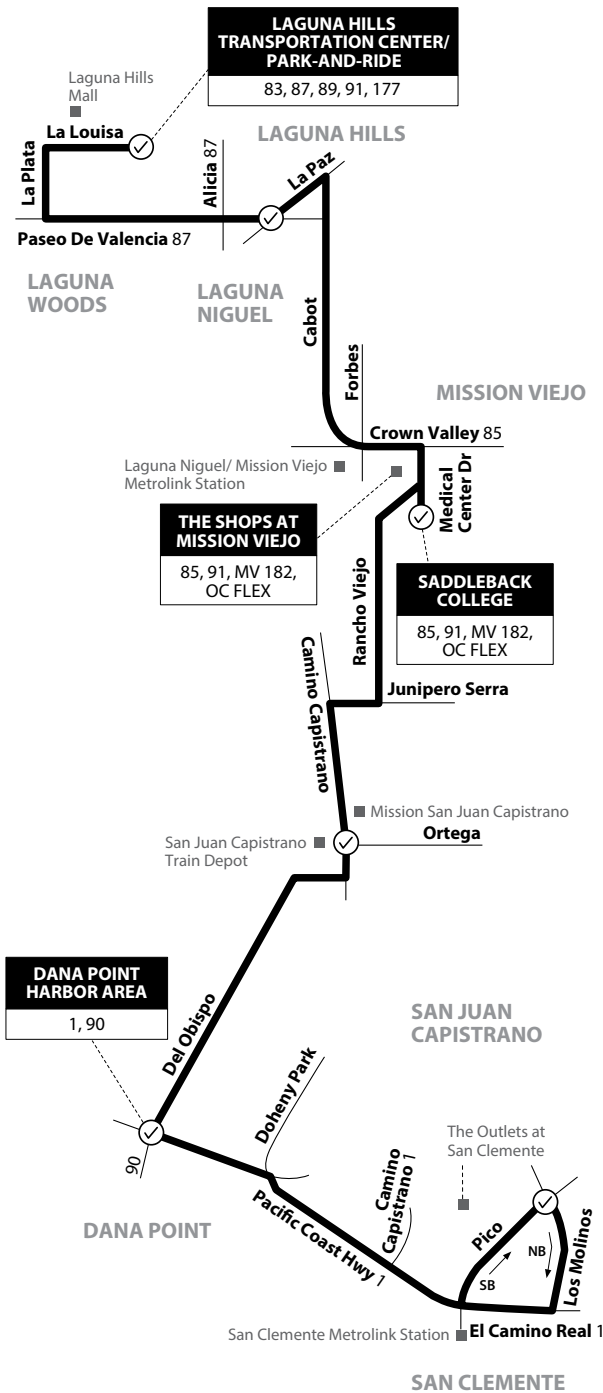 LAGUNA HILLS
TRANSPORTATION CENTER/
PARK-AND-RIDE
83, 87, 89, 91, 177
Laguna Hills
Mall
La Louisa
LAGUNA HILLS
La Plata
Alicia 87
La Paz
Paseo De Valencia 87
LAGUNA
WOODS
LAGUNA
NIGUEL
Cabot
Forbes
MISSION VIEJO
Crown Valley 85
Laguna Niguel/ Mission Viejo
Metrolink Station
Medical
Center Dr
THE SHOPS AT
MISSION VIEJO
85, 91, MV 182,
OC FLEX
SADDLEBACK
COLLEGE
85, 91, MV 182,
OC FLEX
Rancho Viejo
Camino Capistrano
Junipero Serra
Mission San Juan Capistrano
Ortega
San Juan Capistrano
Train Depot
DANA POINT
HARBOR AREA
1, 90
SAN JUAN
CAPISTRANO
Del Obispo
Doheny Park
90
The Outlets at
San Clemente
Camino
Capistrano 1
DANA POINT
Pacific Coast Hwy 1
Pico
NB
SB
Los Molinos
San Clemente Metrolink Station
El Camino Real 1
SAN CLEMENTE